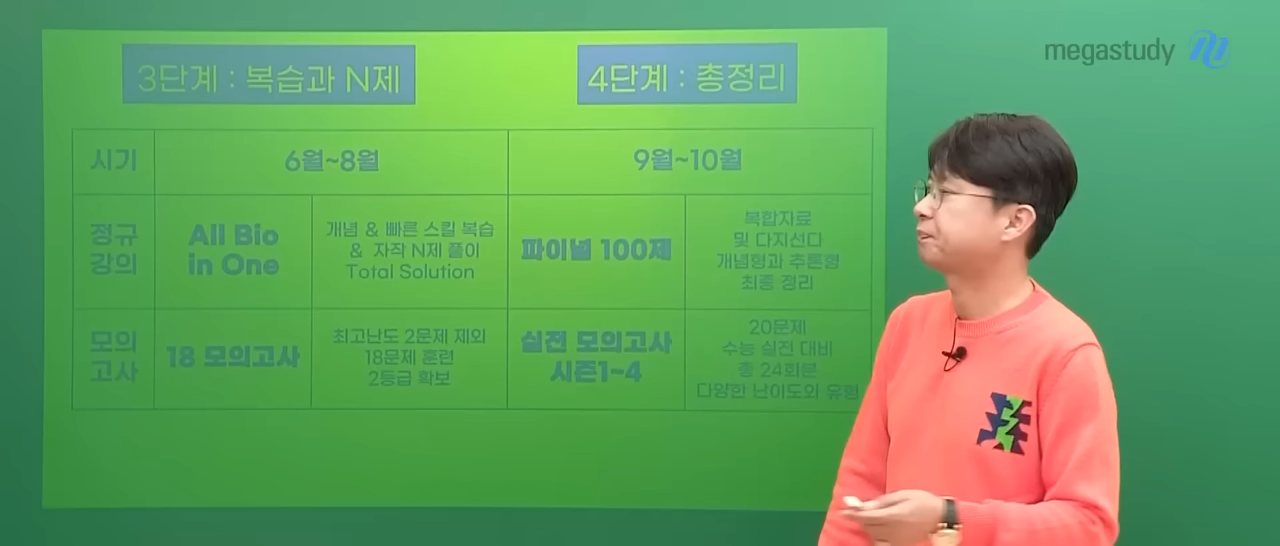 megastudy
3단계 : 복습과 N제
4단계 : 총정리
시기
6월~8월
9월~10월
정규
강의
All Bio
in One
개념 & 빠른 스킬 복습
& 자작 N제 풀이
Total Solution
파이널 100제
복합자료
및 다지선다
개념형과 추론형
최종 정리
모의
고사
18 모의고사
최고난도 2문제 제외
18문제 훈련
2등급 확보
실전 모의고사
시즌1~4
20문제
수능 실전 대비
총 24회분
다양한 난이도와 유형